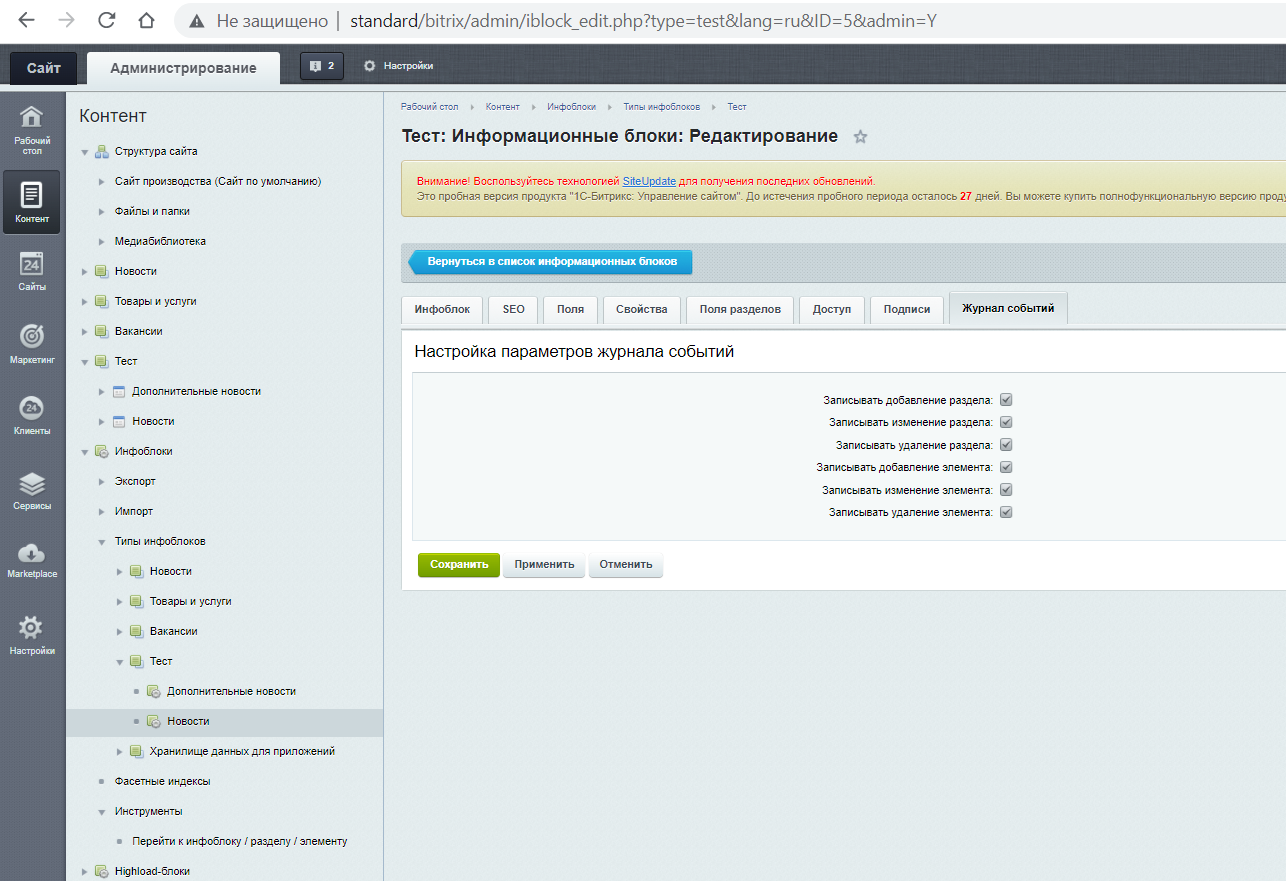 Не защищено | standard/bitrix/admin/iblock_edit.php?type=test&lang=ru&ID=5&admin=Y
Сайт
Администрирование
2
Настройки
Рабочий стол
Контент
24
Сайты
Маркетинг
24
Клиенты
Сервисы
Marketplace
Настройки
Контент
Структура сайта
Сайт производства (Сайт по умолчанию)
Файлы и папки
Медиабиблиотека
Новости
Товары и услуги
Вакансии
Тест
Дополнительные новости
Новости
Инфоблоки
Экспорт
Импорт
Типы инфоблоков
Новости
Товары и услуги
Вакансии
Тест
Дополнительные новости
Новости
Хранилище данных для приложений
Фасетные индексы
Инструменты
Перейти к инфоблоку / разделу / элементу
Highload-блоки
Рабочий стол Контент Инфоблоки Типы инфоблоков Тест
Тест: Информационные блоки: Редактирование
Внимание! Воспользуйтесь технологией SiteUpdate для получения последних обновлений.
Это пробная версия продукта "1С-Битрикс: Управление сайтом". До истечения пробного периода осталось 27 дней. Вы можете купить полнофункциональную версию проду
Вернуться в список информационных блоков
Инфоблок SEO Поля Свойства Поля разделов Доступ Подписи Журнал событий
Настройка параметров журнала событий
Записывать добавление раздела:
Записывать изменение раздела:
Записывать удаление раздела:
Записывать добавление элемента:
Записывать изменение элемента:
Записывать удаление элемента:
Сохранить Применить Отменить